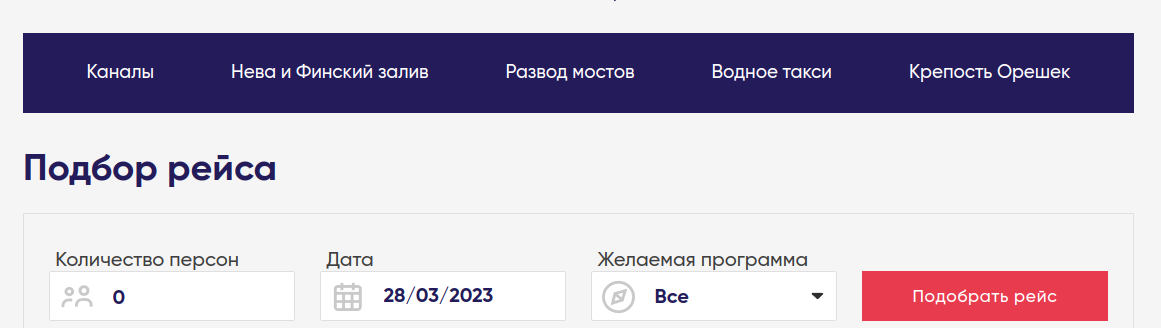 Каналы Нева и Финский залив Развод мостов Водное такси Крепость Орешек
Подбор рейса
Количество персон Дата Желаемая программа
0 28/03/2023 Все Подобрать рейс